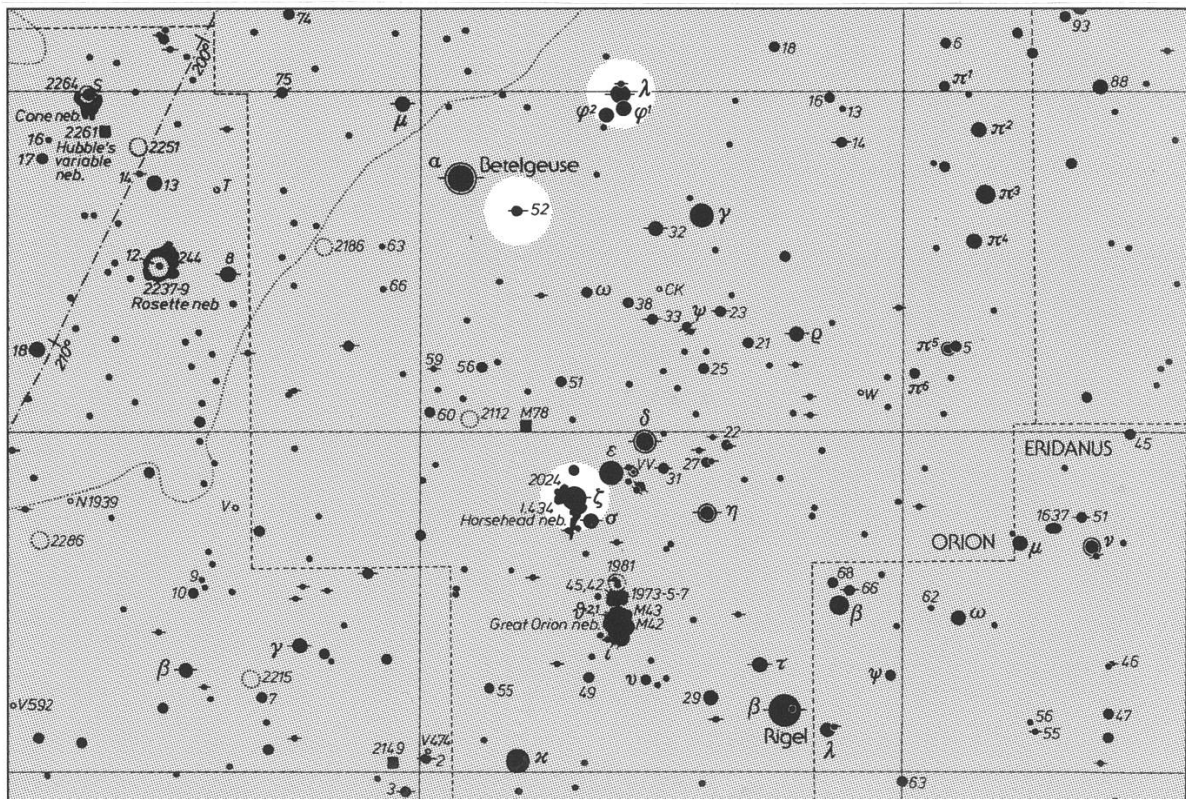 74
93
18
6
75
200°
2264
S
λ
π¹
88
Cone neb.
μ
φ²
φ¹
16
13
2261
16
Hubble's
variable
neb.
2251
14
π²
17
14
13
T
α
Betelgeuse
π³
52
γ
32
π⁴
12
244
8
2186
63
2237-9
Rosette neb
66
ω
CK
38
33
ψ
23
18
210°
ρ
21
π⁵
5
59
56
25
51
π⁶
W
60
2112
M78
δ
22
ERIDANUS
45
ε
VV
31
27
2024
ζ
N1939
V
I.434
Horsehead neb.
σ
η
1637
51
2286
ORION
μ
ν
1981
9
10
45,42
1973-5-7
68
66
62
ϑ²˒¹
M43
β
ω
Great Orion neb.
M42
ι
γ
β
2215
τ
46
υ
ψ
7
55
49
29
β
V592
Rigel
λ
56
55
47
2149
V474
2
ϰ
3
63